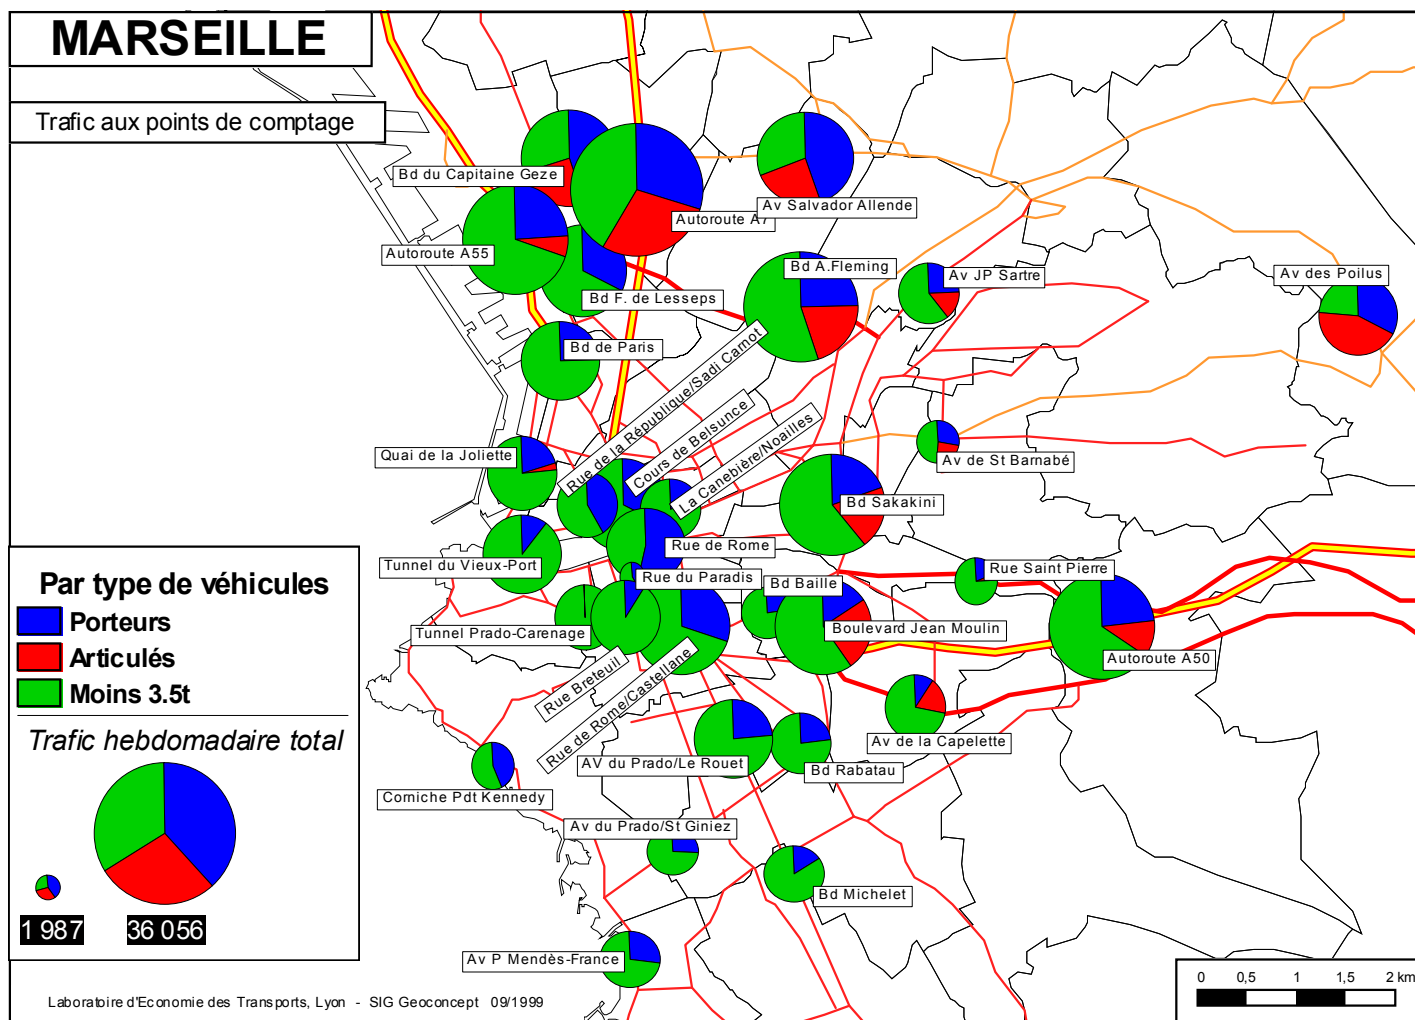 MARSEILLE
Trafic aux points de comptage
Bd du Capitaine Geze
Autoroute A7
Av Salvador Allende
Autoroute A55
Bd F. de Lesseps
Bd A.Fleming
Av JP Sartre
Av des Poilus
Bd de Paris
Rue de la République/Sadi Carnot
Cours de Belsunce
La Canebière/Noailles
Quai de la Joliette
Av de St Barnabé
Bd Sakakini
Tunnel du Vieux-Port
Rue de Rome
Rue du Paradis
Bd Baille
Rue Saint Pierre
Tunnel Prado-Carenage
Boulevard Jean Moulin
Autoroute A50
Rue Breteuil
Rue de Rome/Castellane
Av de la Capelette
AV du Prado/Le Rouet
Bd Rabatau
Corniche Pdt Kennedy
Av du Prado/St Giniez
Bd Michelet
Av P Mendès-France
Par type de véhicules
Porteurs
Articulés
Moins 3.5t
Trafic hebdomadaire total
1 987
36 056
Laboratoire d'Economie des Transports, Lyon - SIG Geoconcept 09/1999
0 0,5 1 1,5 2 km